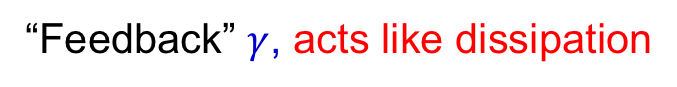 “Feedback” γ, acts like dissipation